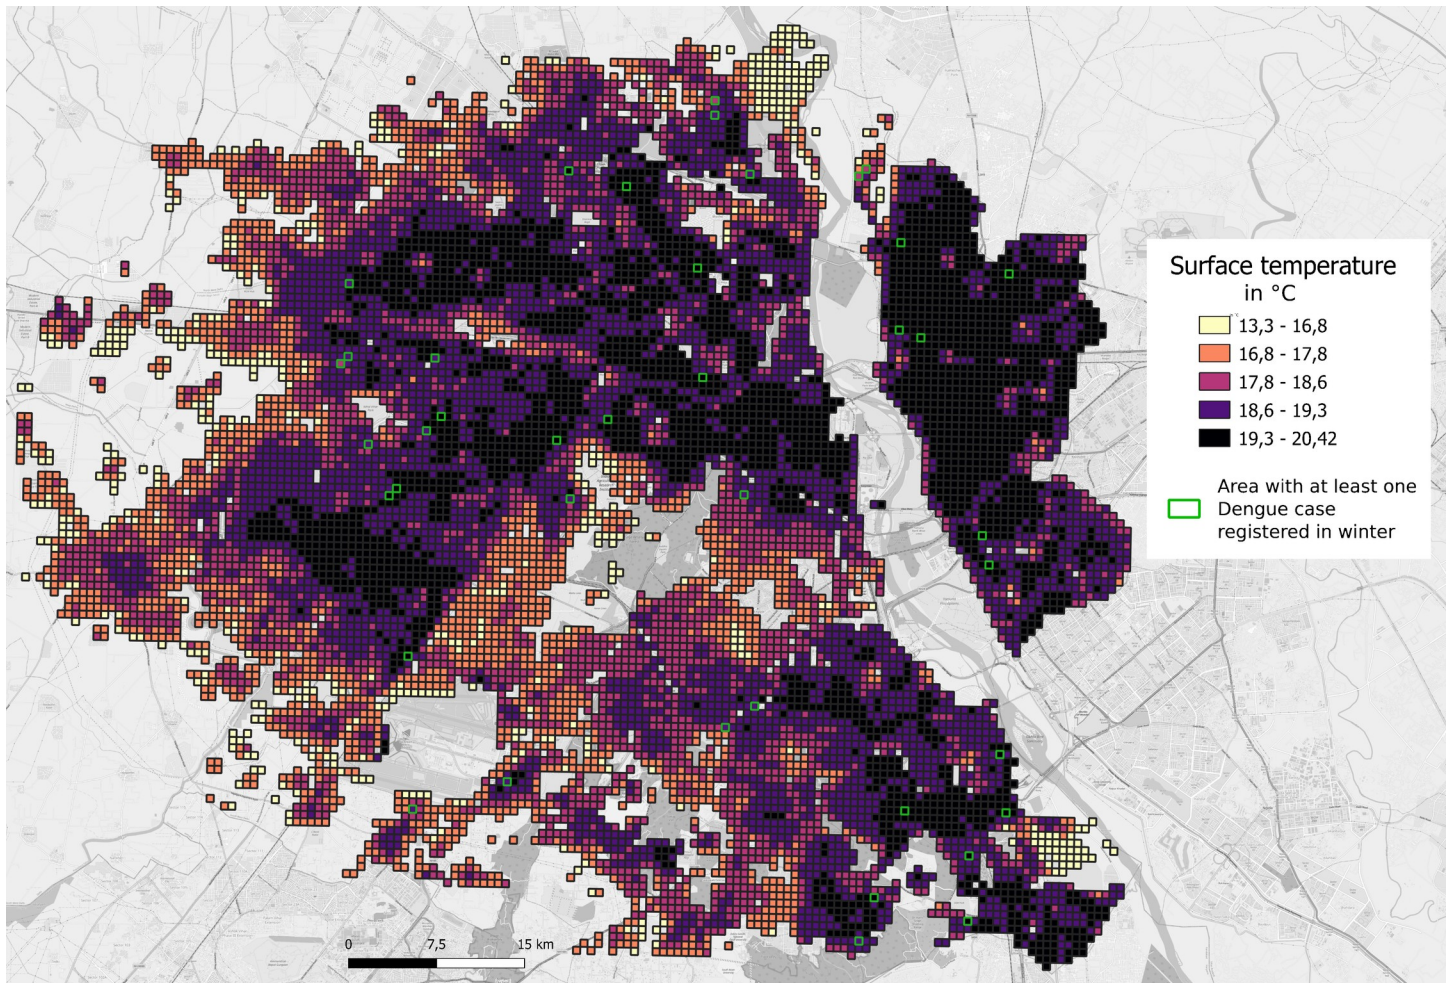 Surface temperature
in °C
13,3 - 16,8
16,8 - 17,8
17,8 - 18,6
18,6 - 19,3
19,3 - 20,42
Area with at least one
Dengue case
registered in winter
0 7,5 15 km